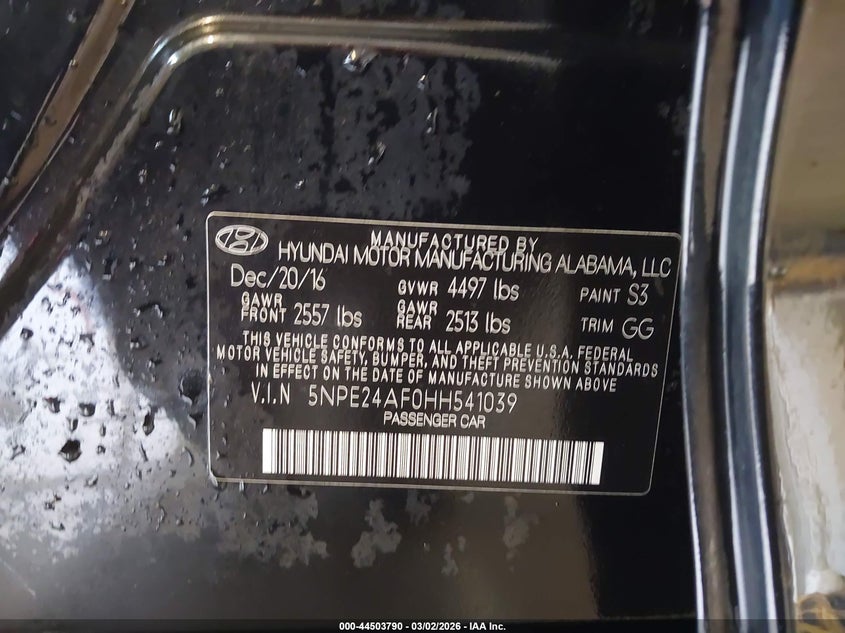 MANUFACTURED BY
HYUNDAI MOTOR MANUFACTURING ALABAMA, LLC
Dec/20/16 GVWR 4497 lbs PAINT S3
GAWR FRONT 2557 lbs GAWR REAR 2513 lbs TRIM GG
THIS VEHICLE CONFORMS TO ALL APPLICABLE U.S.A. FEDERAL
MOTOR VEHICLE SAFETY, BUMPER, AND THEFT PREVENTION STANDARDS
IN EFFECT ON THE DATE OF MANUFACTURE SHOWN ABOVE
V.I.N 5NPE24AF0HH541039
PASSENGER CAR
000-44503790 - 03/02/2026 - IAA Inc.